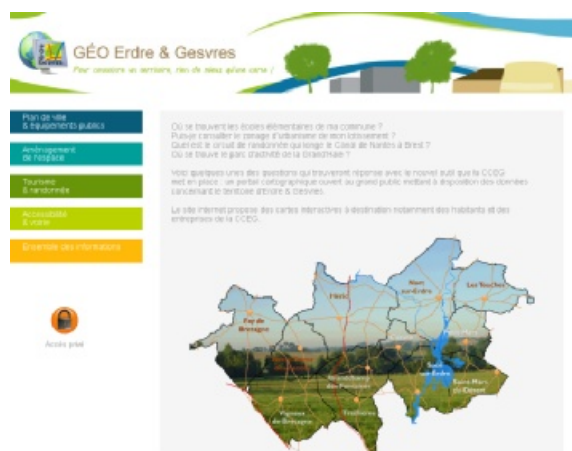 GÉO Erdre & Gesvres
Pour connaître un territoire, rien de mieux qu'une carte !
Plan de ville
& équipements publics
Aménagement
de l'espace
Tourisme
& randonnée
Accessibilité
& voirie
Ensemble des informations
Accès privé
Où se trouvent les écoles élémentaires de ma commune ?
Puis-je consulter le zonage d'urbanisme de mon lotissement ?
Quel est le circuit de randonnée qui longe le Canal de Nantes à Brest ?
Où se trouve le parc d'activité de la Grand'Haie ?
Voici quelques unes des questions qui trouveront réponse avec le nouvel outil que la CCEG
met en place : un portail cartographique ouvert au grand public mettant à disposition des données
concernant le territoire d'Erdre & Gesvres.
Le site internet propose des cartes interactives à destination notamment des habitants et des
entreprises de la CCEG.
Nort
sur-Erdre
Les Touches
Héric
Fay de
Bretagne
Sucé
sur-Erdre
Saint-Mars
du-Désert
Vigneux
de-Bretagne
Treillières